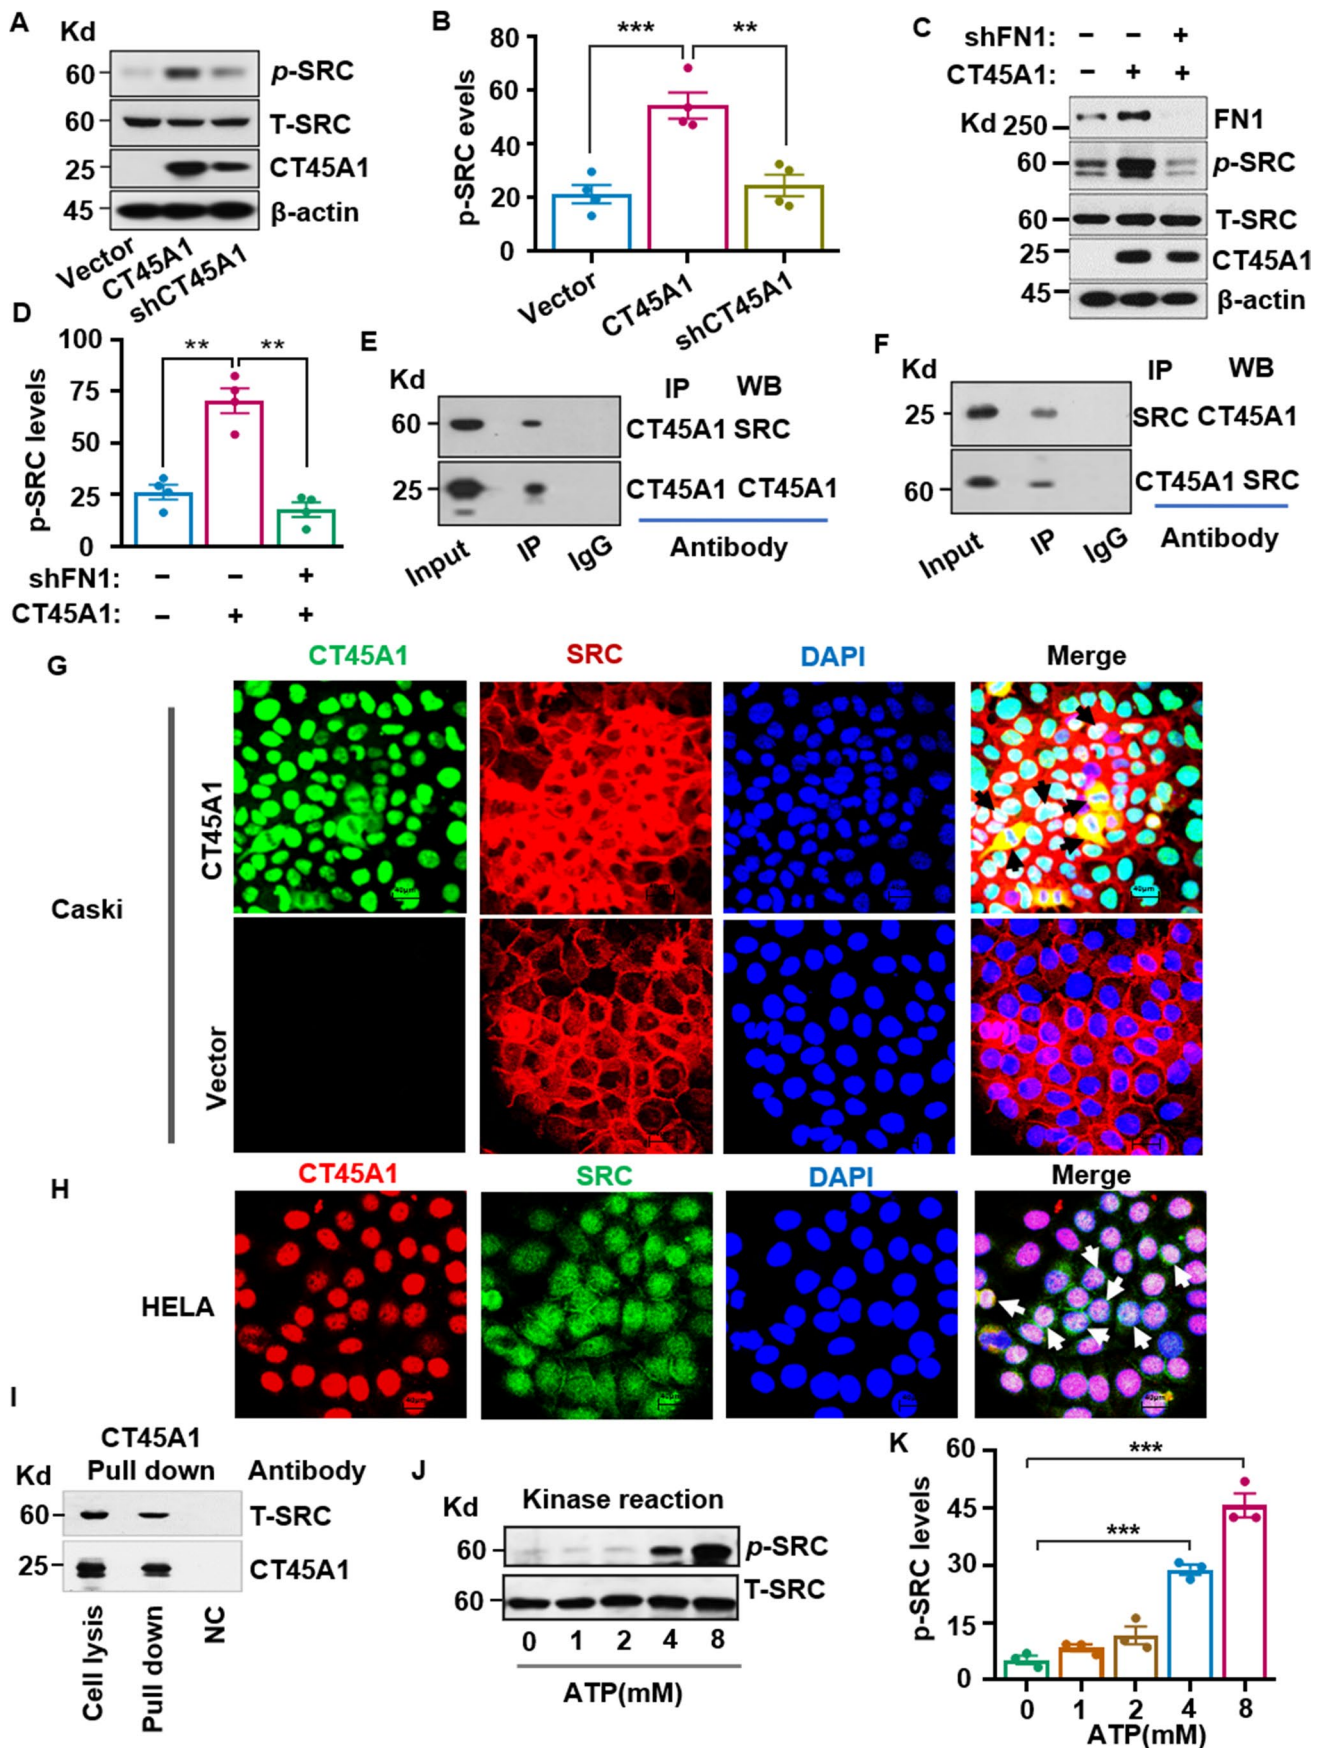 A
Kd
60
p-SRC
60
T-SRC
25
CT45A1
45
β-actin
Vector
CT45A1
shCT45A1
B
p-SRC evels
80
60
40
20
0
*** **
Vector
CT45A1
shCT45A1
C
shFN1: − − +
CT45A1: − + +
Kd 250
FN1
60
p-SRC
60
T-SRC
25
CT45A1
45
β-actin
D
p-SRC levels
100
75
50
25
0
** **
shFN1: − − +
CT45A1: − + +
E
Kd
IP WB
60
CT45A1 SRC
25
CT45A1 CT45A1
Input IP IgG
Antibody
F
Kd
IP WB
25
SRC CT45A1
60
CT45A1 SRC
Input IP IgG
Antibody
G
CT45A1 SRC DAPI Merge
Caski
CT45A1
40μm
40μm
Vector
H
CT45A1 SRC DAPI Merge
HELA
40μm
40μm
40μm
I
CT45A1
Pull down
Kd
Antibody
60
T-SRC
25
CT45A1
Cell lysis
Pull down
NC
J
Kinase reaction
Kd
60
p-SRC
60
T-SRC
0 1 2 4 8
ATP(mM)
K
p-SRC levels
60
45
30
15
0
***
***
0 1 2 4 8
ATP(mM)